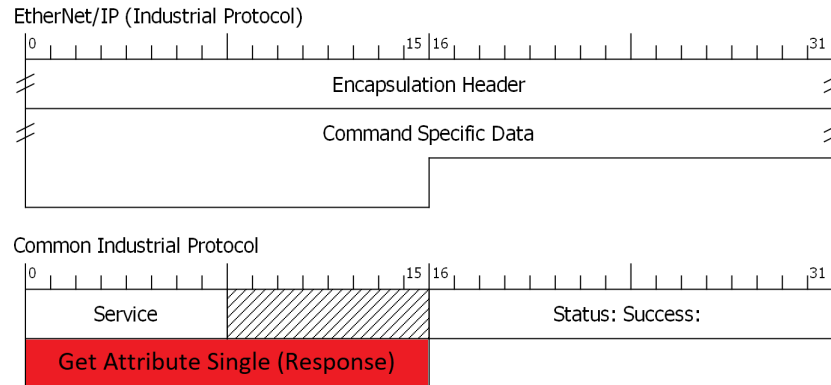 EtherNet/IP (Industrial Protocol)
0 15 16 31
Encapsulation Header
Command Specific Data
Common Industrial Protocol
0 15 16 31
Service Status: Success:
Get Attribute Single (Response)